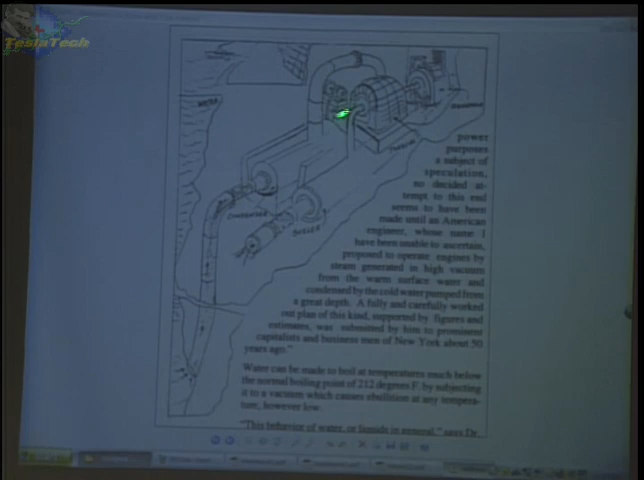 TeslaTech
WATER
TURBINE
CONDENSER
BOILER
power
purposes
a subject of
speculation,
no decided at-
tempt to this end
seems to have been
made until an American
engineer, whose name I
have been unable to ascertain,
proposed to operate engines by
steam generated in high vacuum
from the warm surface water and
condensed by the cold water pumped from
a great depth. A fully and carefully worked
out plan of this kind, supported by figures and
estimates, was submitted by him to prominent
capitalists and business men of New York about 50
years ago."
Water can be made to boil at temperatures much below
the normal boiling point of 212 degrees F. by subjecting
it to a vacuum which causes ebullition at any tempera-
ture, however low.
"This behavior of water, or liquids in general," says Dr.